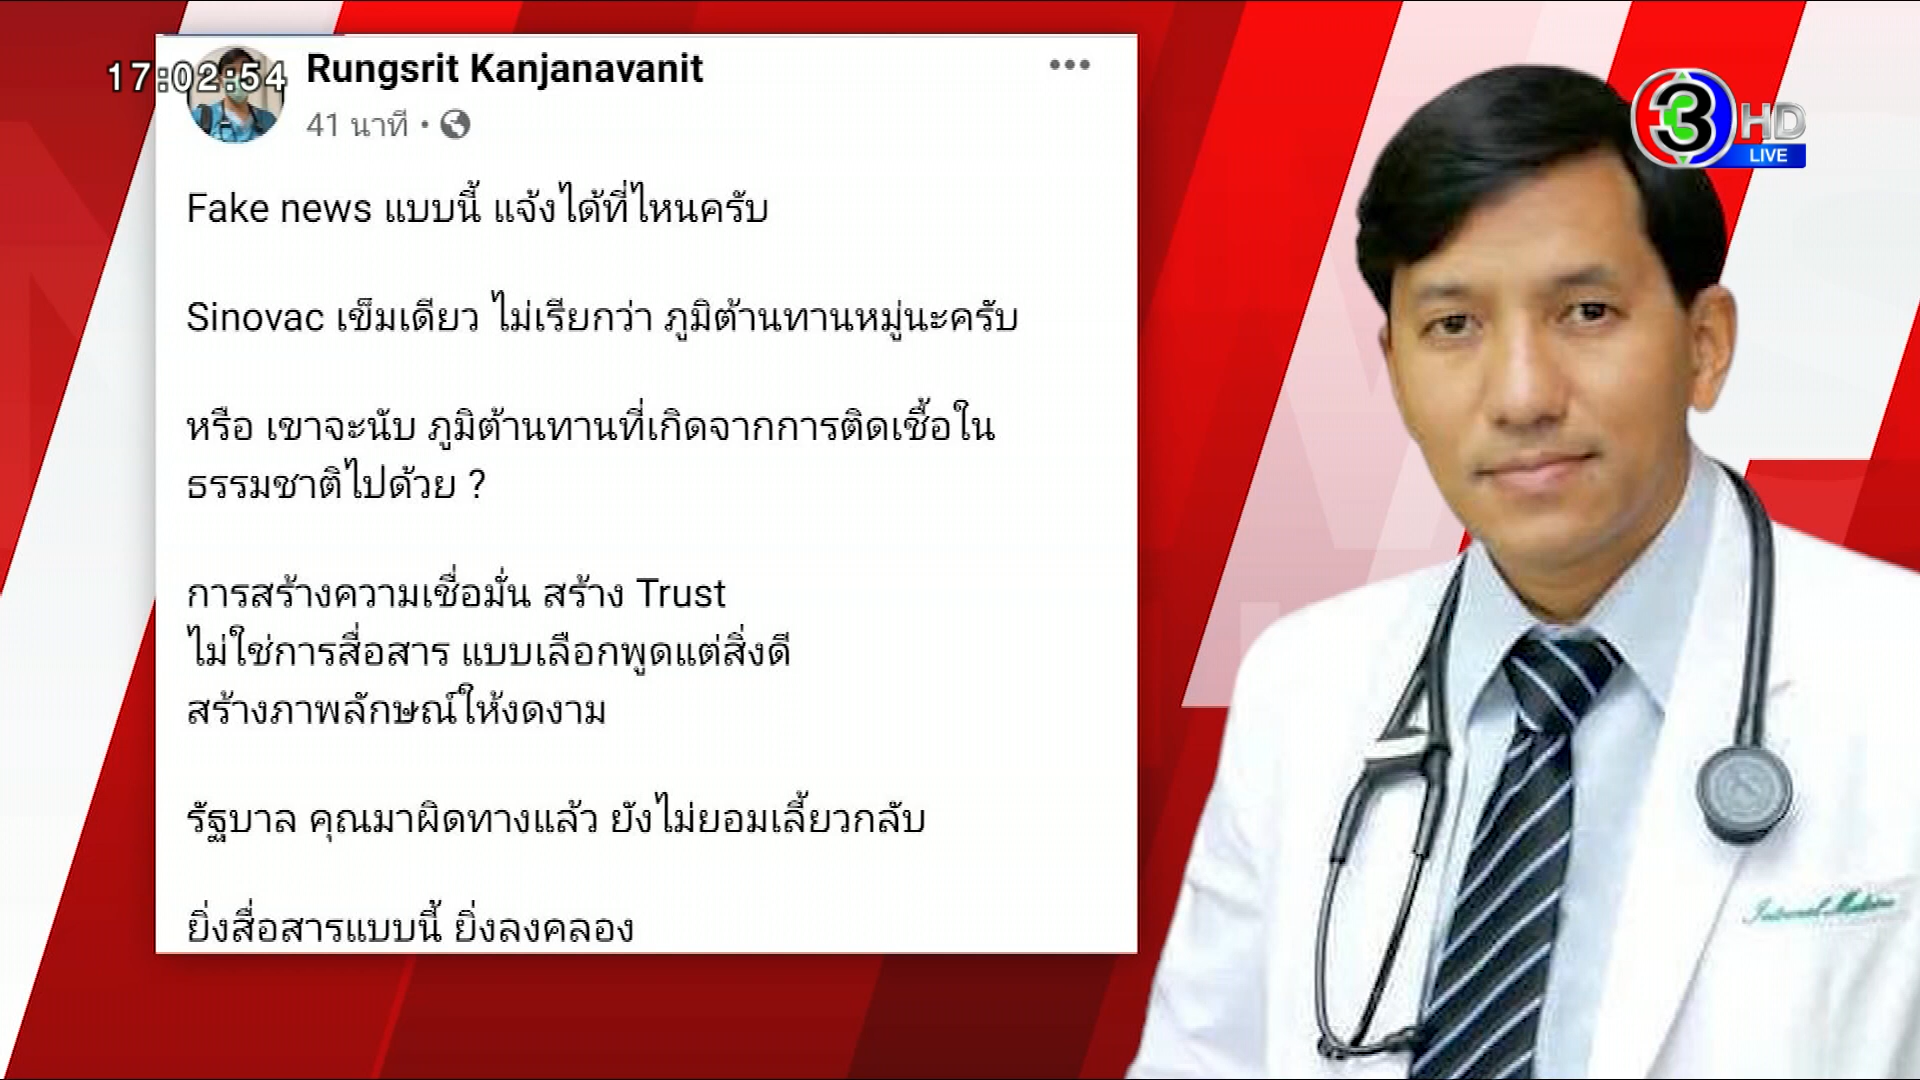 17:02:54
Rungsrit Kanjanavanit
41 นาที
3 HD
LIVE
Fake news แบบนี้ แจ้งได้ที่ไหนครับ
Sinovac เข็มเดียว ไม่เรียกว่า ภูมิต้านทานหมู่นะครับ
หรือ เขาจะนับ ภูมิต้านทานที่เกิดจากการติดเชื้อใน
ธรรมชาติไปด้วย ?
การสร้างความเชื่อมั่น สร้าง Trust
ไม่ใช่การสื่อสาร แบบเลือกพูดแต่สิ่งดี
สร้างภาพลักษณ์ให้งดงาม
รัฐบาล คุณมาผิดทางแล้ว ยังไม่ยอมเลี้ยวกลับ
ยิ่งสื่อสารแบบนี้ ยิ่งลงคลอง
Internal Medicine